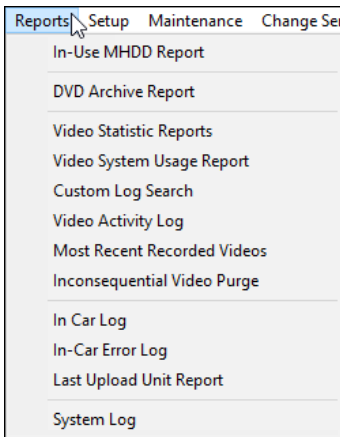 Reports Setup Maintenance Change Ser
In-Use MHDD Report
DVD Archive Report
Video Statistic Reports
Video System Usage Report
Custom Log Search
Video Activity Log
Most Recent Recorded Videos
Inconsequential Video Purge
In Car Log
In-Car Error Log
Last Upload Unit Report
System Log